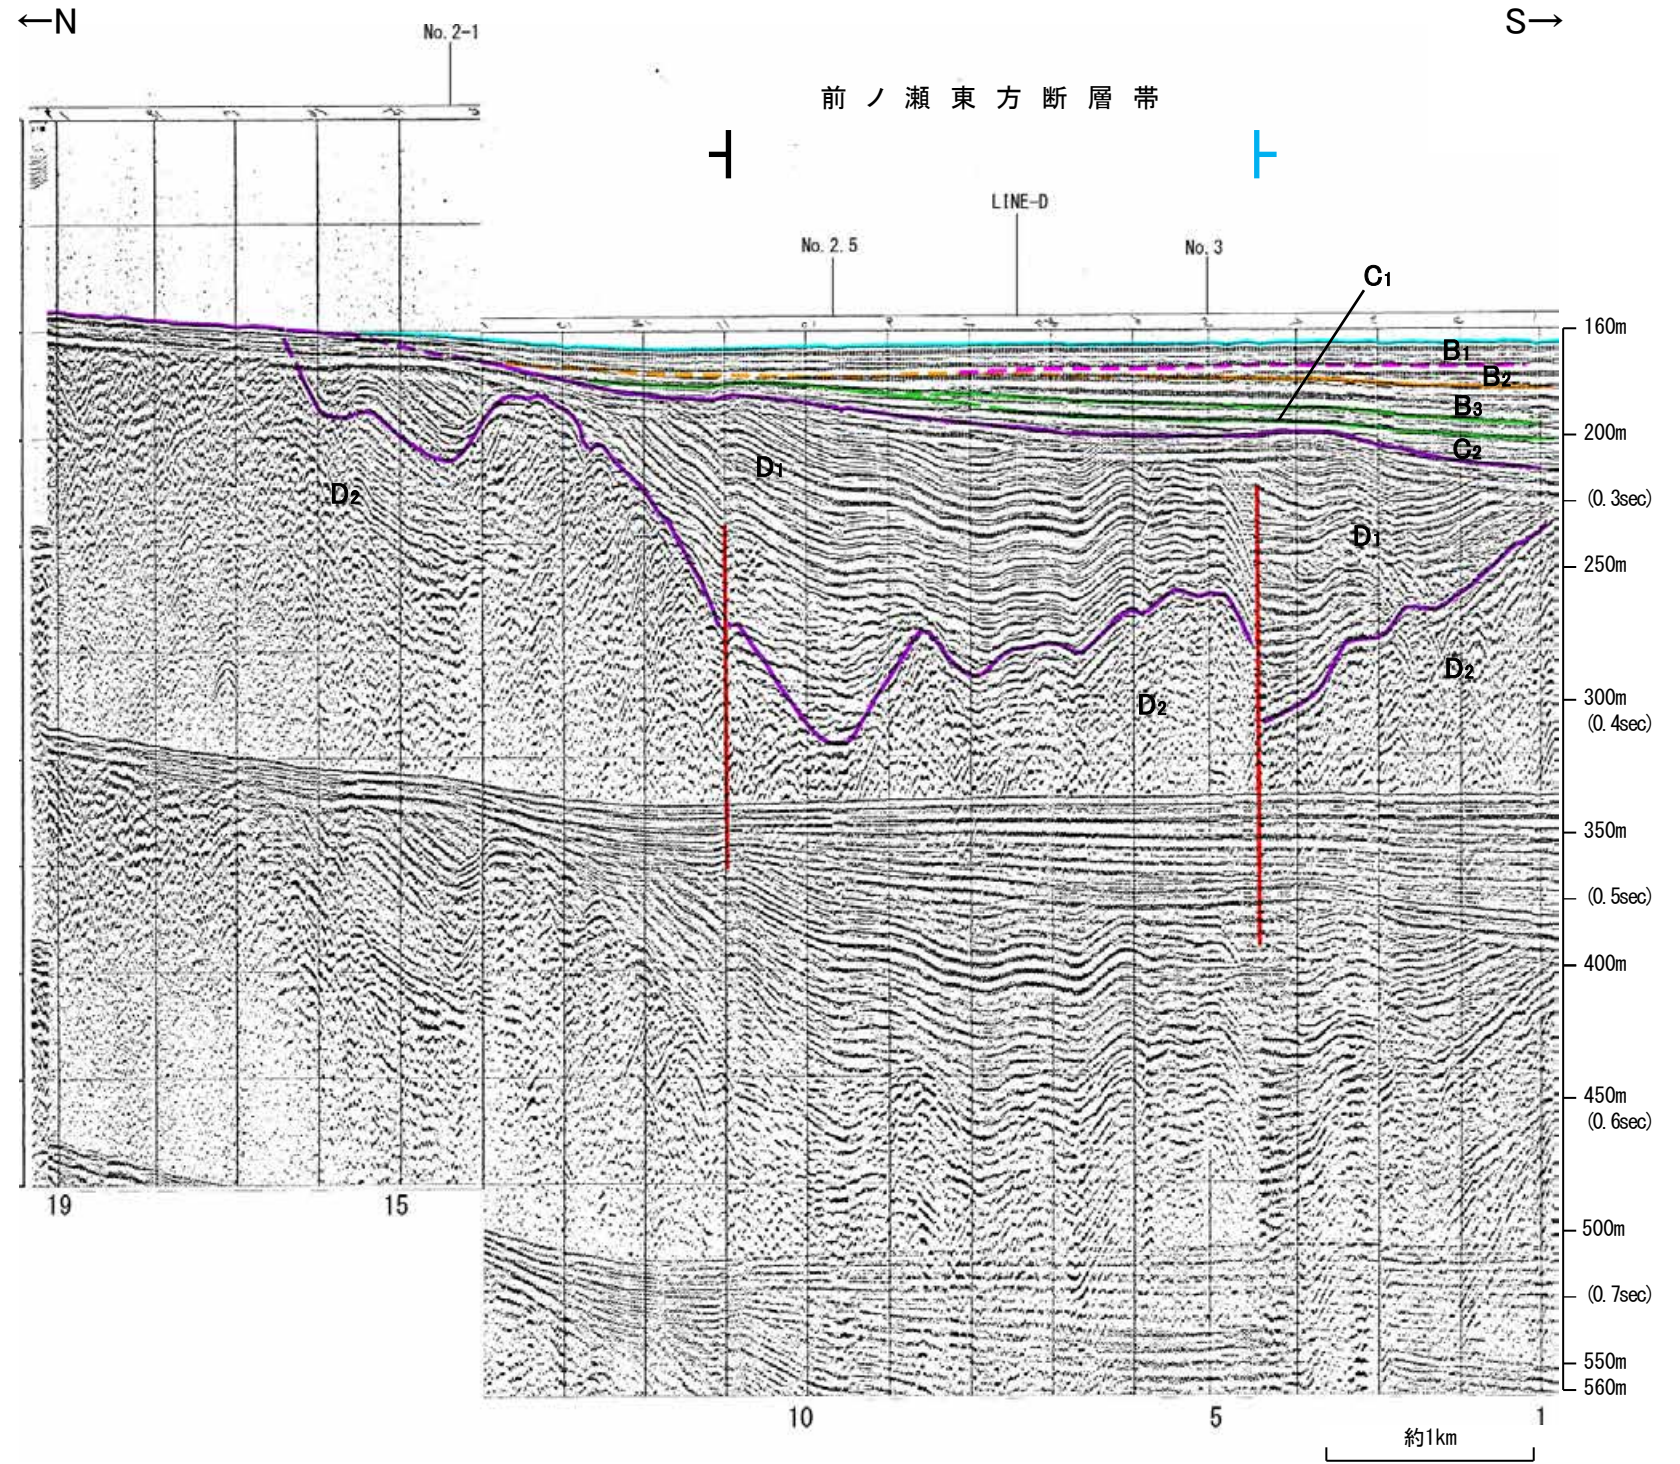 ←N
S→
No.2-1
前ノ瀬東方断層帯
LINE-D
No.2.5
No.3
C1
160m
B1
B2
B3
200m
C2
D1
D2
(0.3sec)
D1
250m
D2
D2
300m
(0.4sec)
350m
(0.5sec)
400m
450m
(0.6sec)
19
15
500m
(0.7sec)
550m
560m
10
5
1
約1km